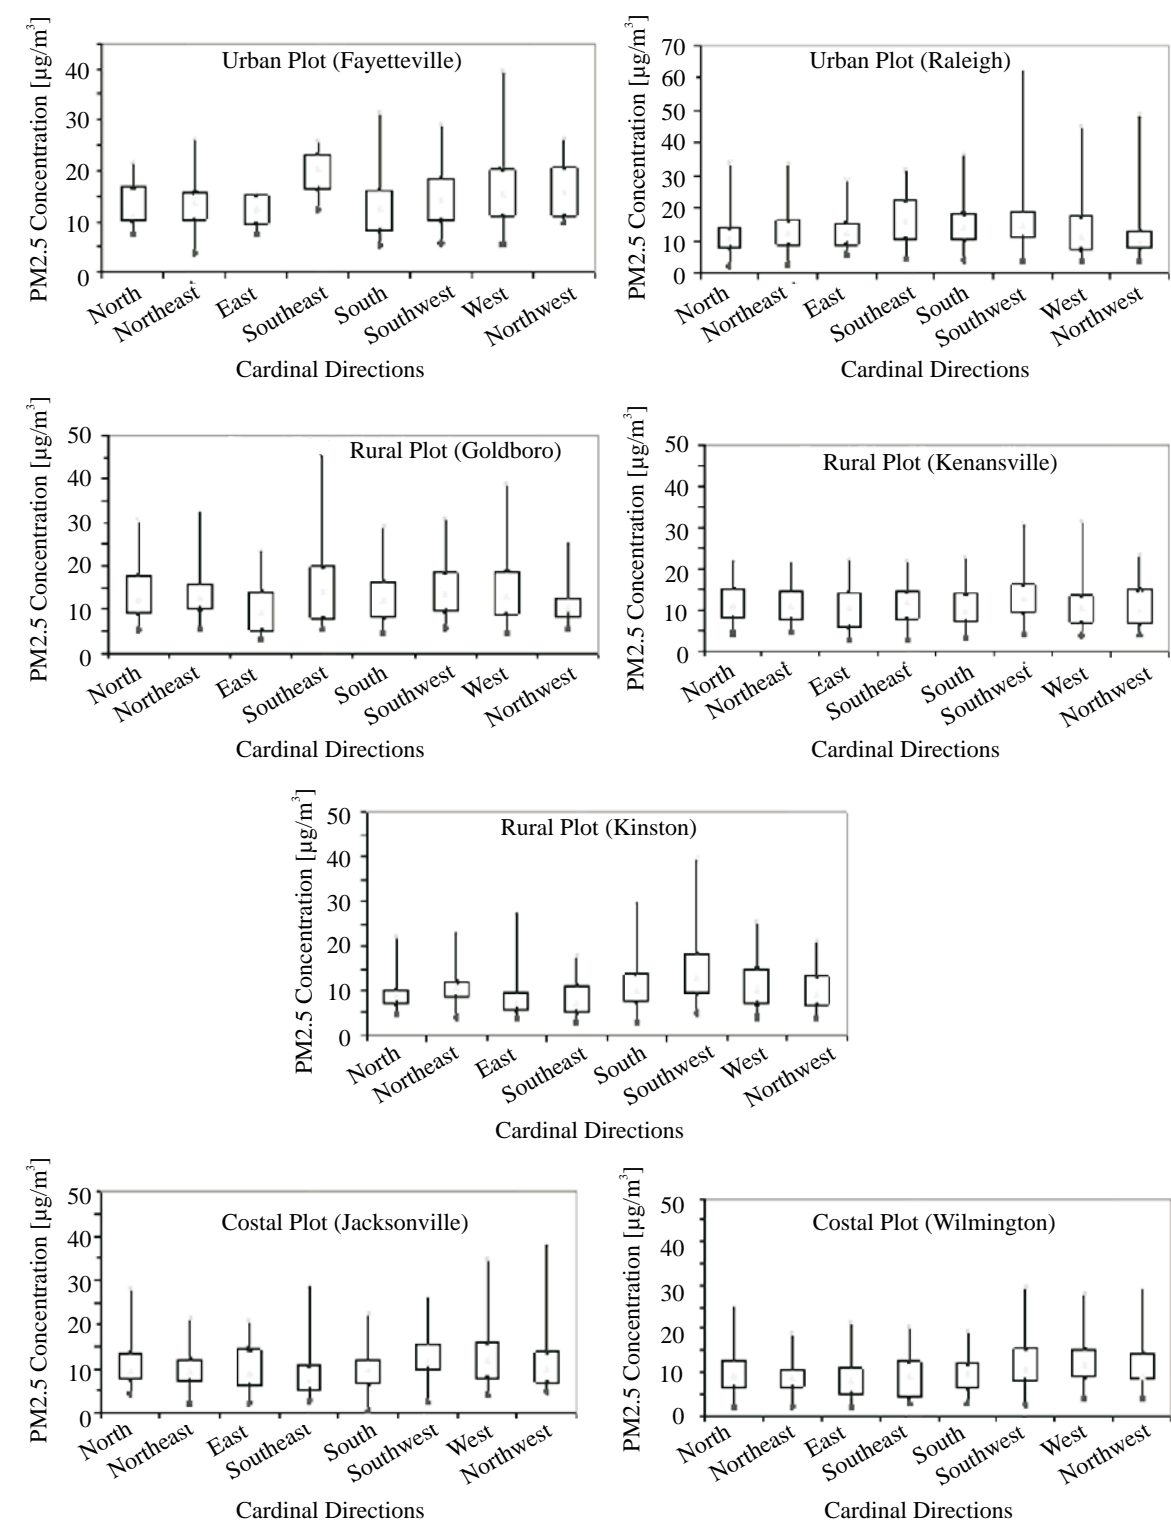 PM2.5 Concentration [µg/m³]
Urban Plot (Fayetteville)
40
30
20
10
0
North
Northeast
East
Southeast
South
Southwest
West
Northwest
Cardinal Directions
PM2.5 Concentration [µg/m³]
Urban Plot (Raleigh)
70
60
50
40
30
20
10
0
North
Northeast
East
Southeast
South
Southwest
West
Northwest
Cardinal Directions
PM2.5 Concentration [µg/m³]
Rural Plot (Goldboro)
50
40
30
20
10
0
North
Northeast
East
Southeast
South
Southwest
West
Northwest
Cardinal Directions
PM2.5 Concentration [µg/m³]
Rural Plot (Kenansville)
50
40
30
20
10
0
North
Northeast
East
Southeast
South
Southwest
West
Northwest
Cardinal Directions
PM2.5 Concentration [µg/m³]
Rural Plot (Kinston)
50
40
30
20
10
0
North
Northeast
East
Southeast
South
Southwest
West
Northwest
Cardinal Directions
PM2.5 Concentration [µg/m³]
Costal Plot (Jacksonville)
50
40
30
20
10
0
North
Northeast
East
Southeast
South
Southwest
West
Northwest
Cardinal Directions
PM2.5 Concentration [µg/m³]
Costal Plot (Wilmington)
50
40
30
20
10
0
North
Northeast
East
Southeast
South
Southwest
West
Northwest
Cardinal Directions